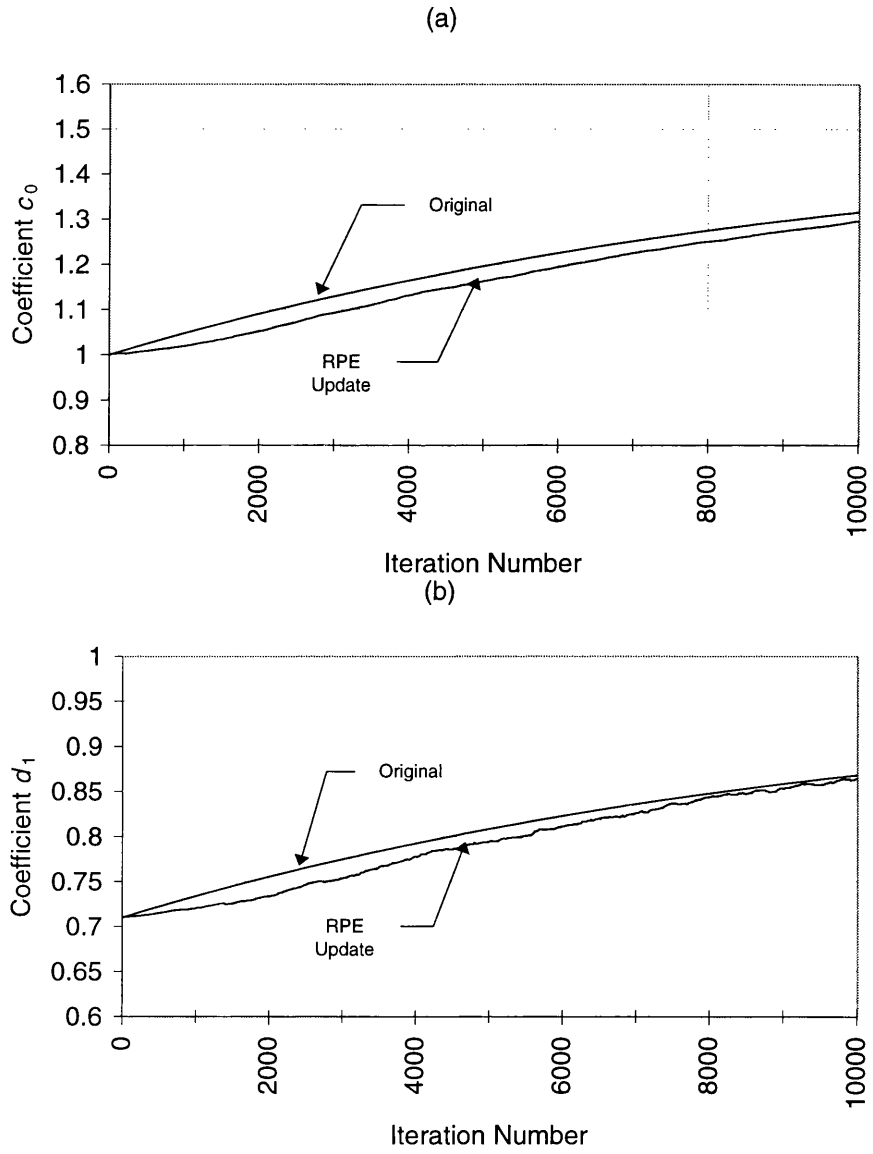 (a)
1.6
1.5
1.4
1.3
1.2
1.1
1
0.9
0.8
Coefficient c0
Original
RPE
Update
0
2000
4000
6000
8000
10000
Iteration Number
(b)
1
0.95
0.9
0.85
0.8
0.75
0.7
0.65
0.6
Coefficient d1
Original
RPE
Update
0
2000
4000
6000
8000
10000
Iteration Number